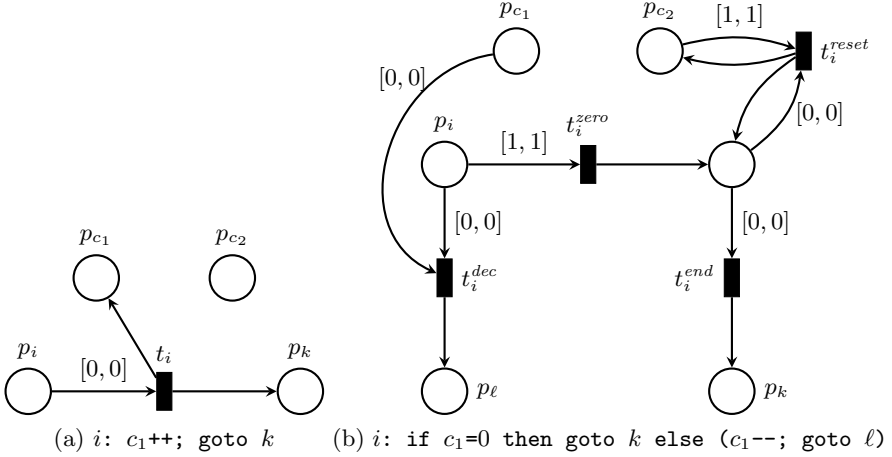 p_{c_1} p_{c_2} [1, 1] t_i^{reset}
[0, 0]
[0, 0]
p_i [1, 1] t_i^{zero}
[0, 0] [0, 0]
p_{c_1} p_{c_2}
t_i^{dec} t_i^{end}
p_i [0, 0] t_i p_k
p_ℓ p_k
(a) i: c_1++; goto k
(b) i: if c_1=0 then goto k else (c_1--; goto ℓ)